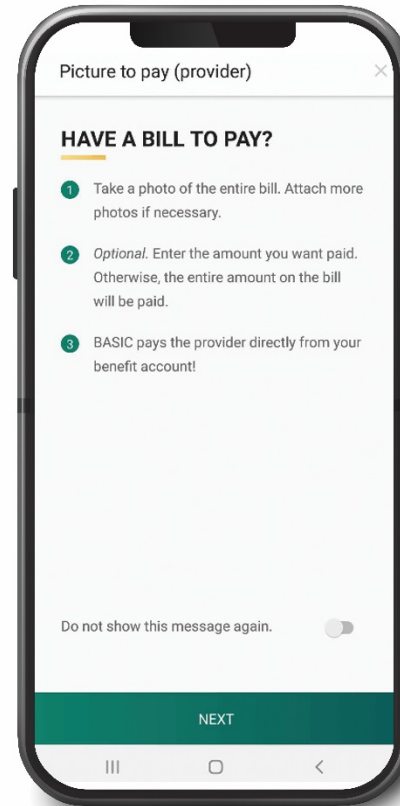 Picture to pay (provider)
HAVE A BILL TO PAY?
1 Take a photo of the entire bill. Attach more
photos if necessary.
2 Optional. Enter the amount you want paid.
Otherwise, the entire amount on the bill
will be paid.
3 BASIC pays the provider directly from your
benefit account!
Do not show this message again.
NEXT